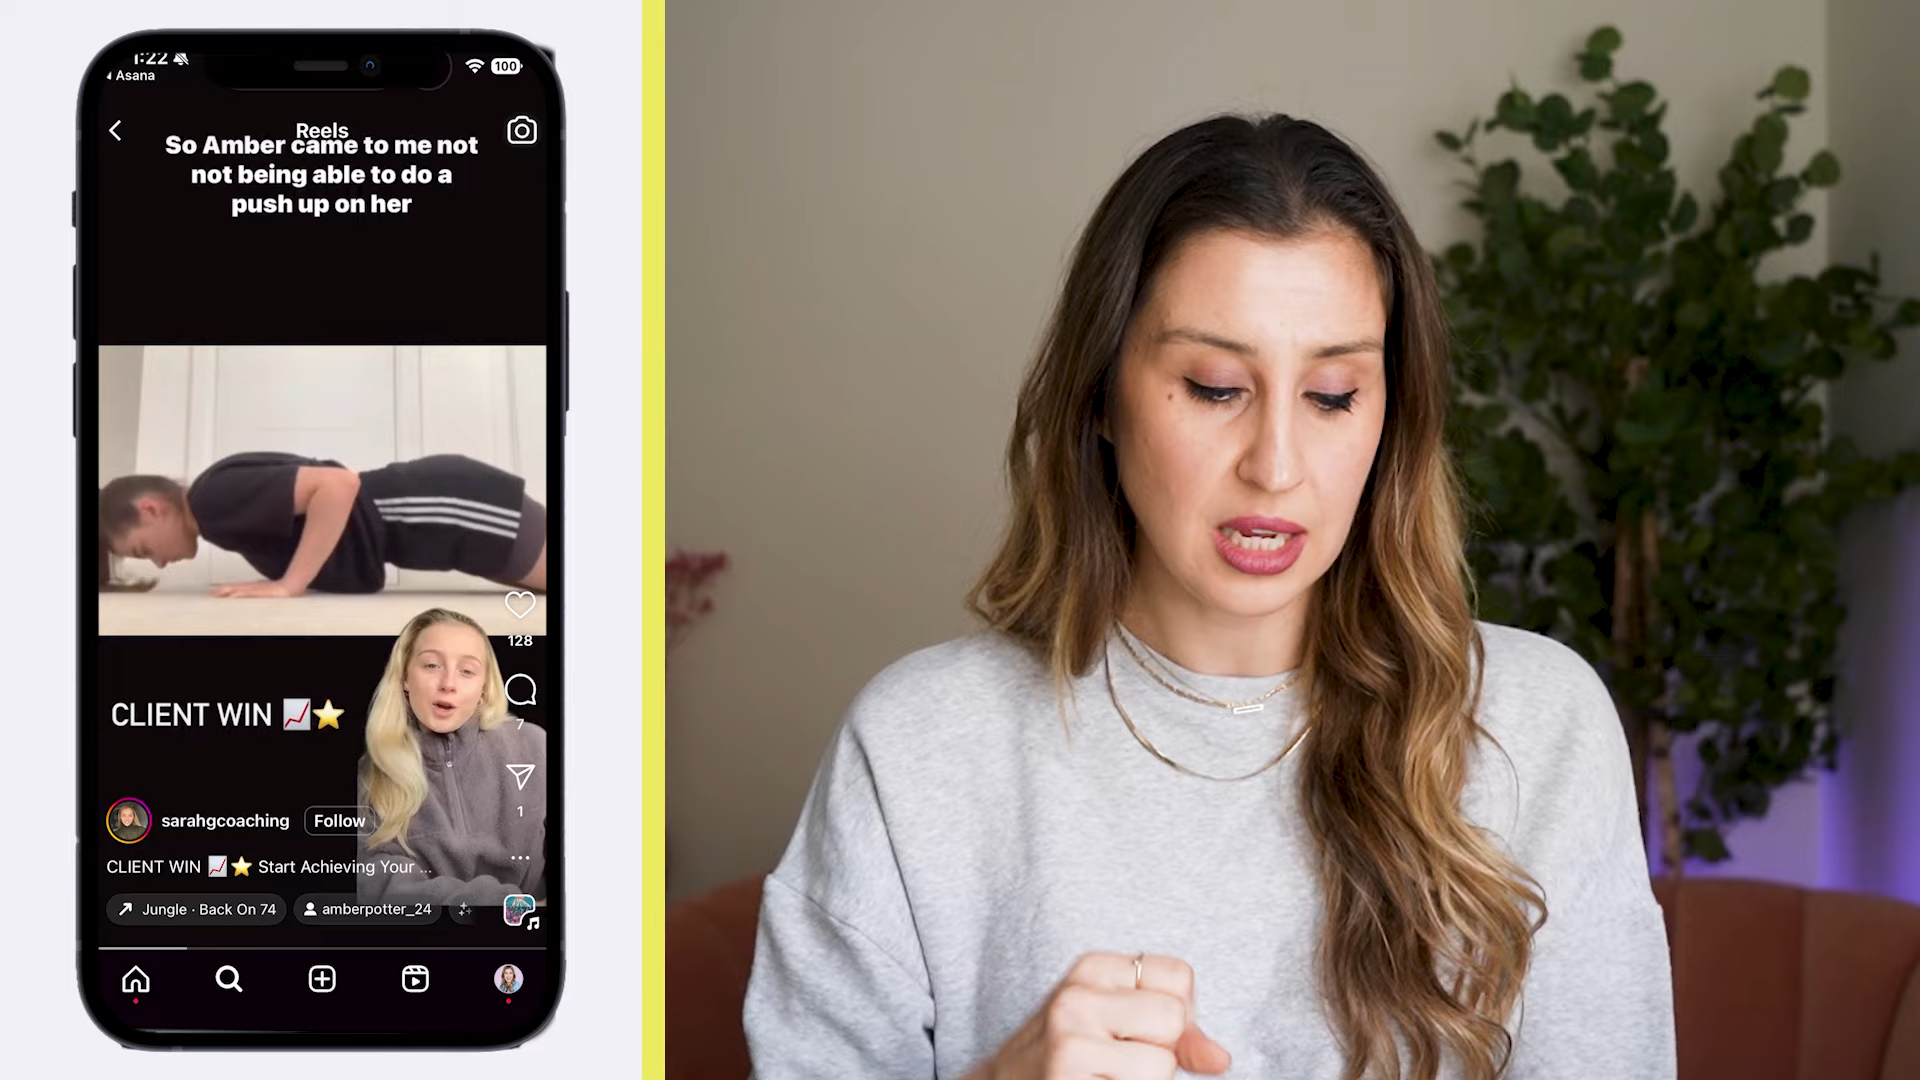 1:22
Asana
100
Reels
So Amber came to me not
not being able to do a
push up on her
128
CLIENT WIN 📈⭐
7
1
sarahgcoaching
Follow
CLIENT WIN 📈⭐ Start Achieving Your ...
Jungle · Back On 74
amberpotter_24